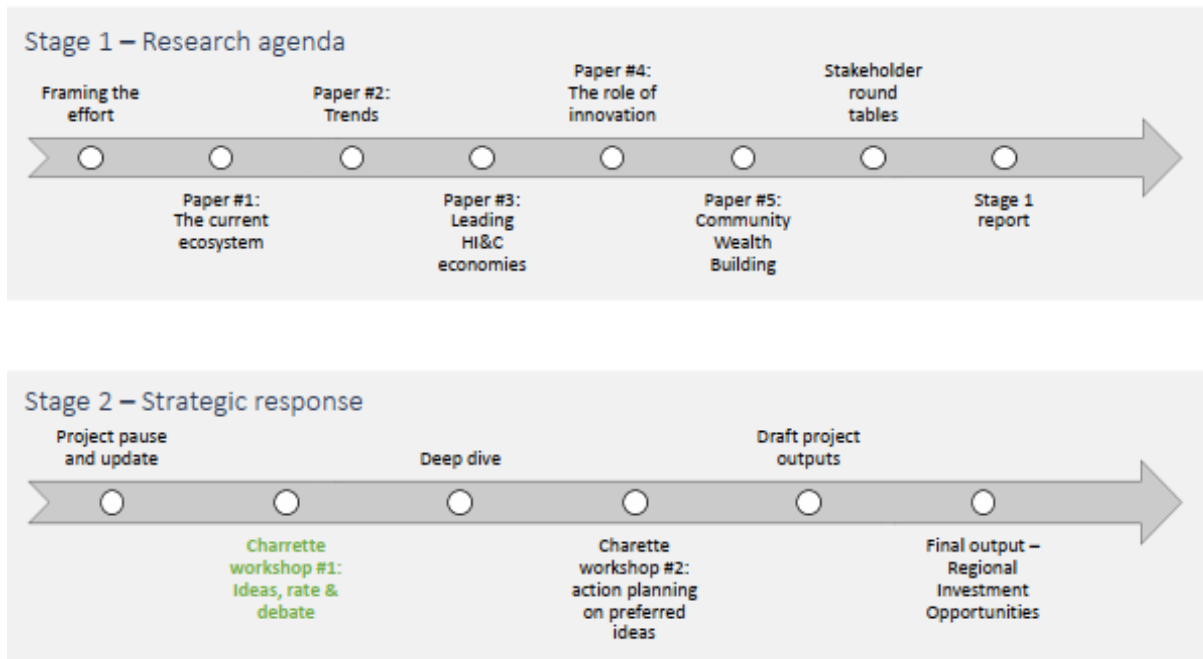 Stage 1 – Research agenda
Framing the
effort
Paper #1:
The current
ecosystem
Paper #2:
Trends
Paper #3:
Leading
HI&C
economies
Paper #4:
The role of
innovation
Paper #5:
Community
Wealth
Building
Stakeholder
round
tables
Stage 1
report
Stage 2 – Strategic response
Project pause
and update
Charrette
workshop #1:
Ideas, rate &
debate
Deep dive
Charette
workshop #2:
action planning
on preferred
ideas
Draft project
outputs
Final output –
Regional
Investment
Opportunities